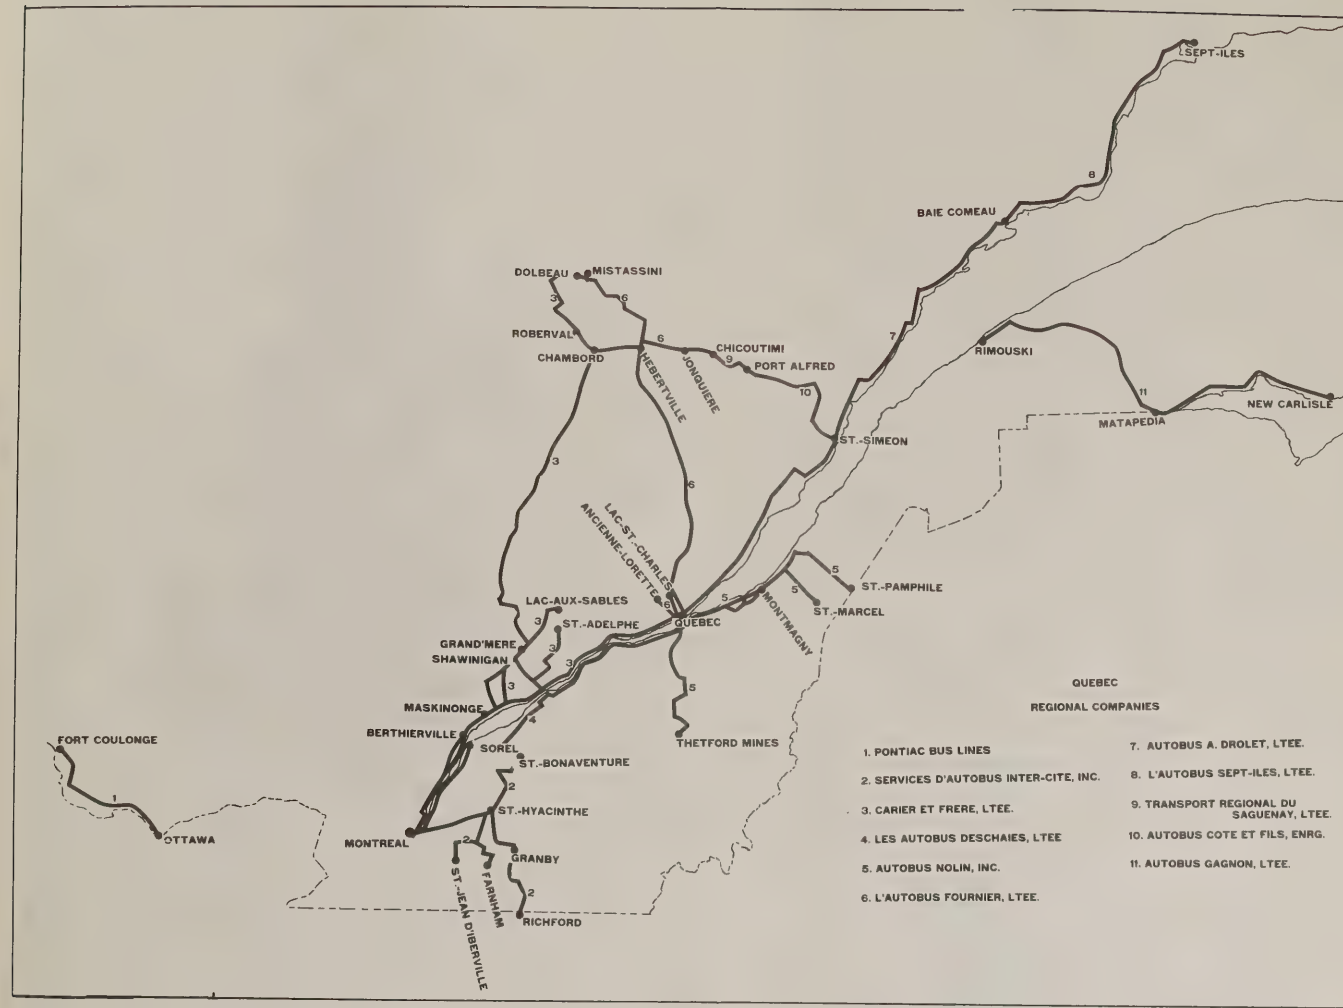 SEPT-ILES
8
BAIE COMEAU
DOLBEAU
MISTASSINI
3
6
7
ROBERVAL
6
CHICOUTIMI
CHAMBORD
HEBERTVILLE
JONQUIERE
9
PORT ALFRED
RIMOUSKI
10
11
NEW CARLISLE
MATAPEDIA
ST.-SIMEON
3
6
LAC-ST.-CHARLES
ANCIENNE-LORETTE
5
ST.-PAMPHILE
5
ST.-MARCEL
5
MONTMAGNY
6
QUEBEC
LAC-AUX-SABLES
3
ST.-ADELPHE
GRAND'MERE
3
SHAWINIGAN
3
3
5
MASKINONGE
4
BERTHIERVILLE
SOREL
THETFORD MINES
FORT COULONGE
ST.-BONAVENTURE
2
1
ST.-HYACINTHE
OTTAWA
MONTREAL
2
GRANBY
ST.-JEAN D'IBERVILLE
FARNHAM
2
RICHFORD
QUEBEC
REGIONAL COMPANIES
1. PONTIAC BUS LINES
2. SERVICES D'AUTOBUS INTER-CITE, INC.
3. CARIER ET FRERE, LTEE.
4. LES AUTOBUS DESCHAIES, LTEE
5. AUTOBUS NOLIN, INC.
6. L'AUTOBUS FOURNIER, LTEE.
7. AUTOBUS A. DROLET, LTEE.
8. L'AUTOBUS SEPT-ILES, LTEE.
9. TRANSPORT REGIONAL DU
SAGUENAY, LTEE.
10. AUTOBUS COTE ET FILS, ENRG.
11. AUTOBUS GAGNON, LTEE.